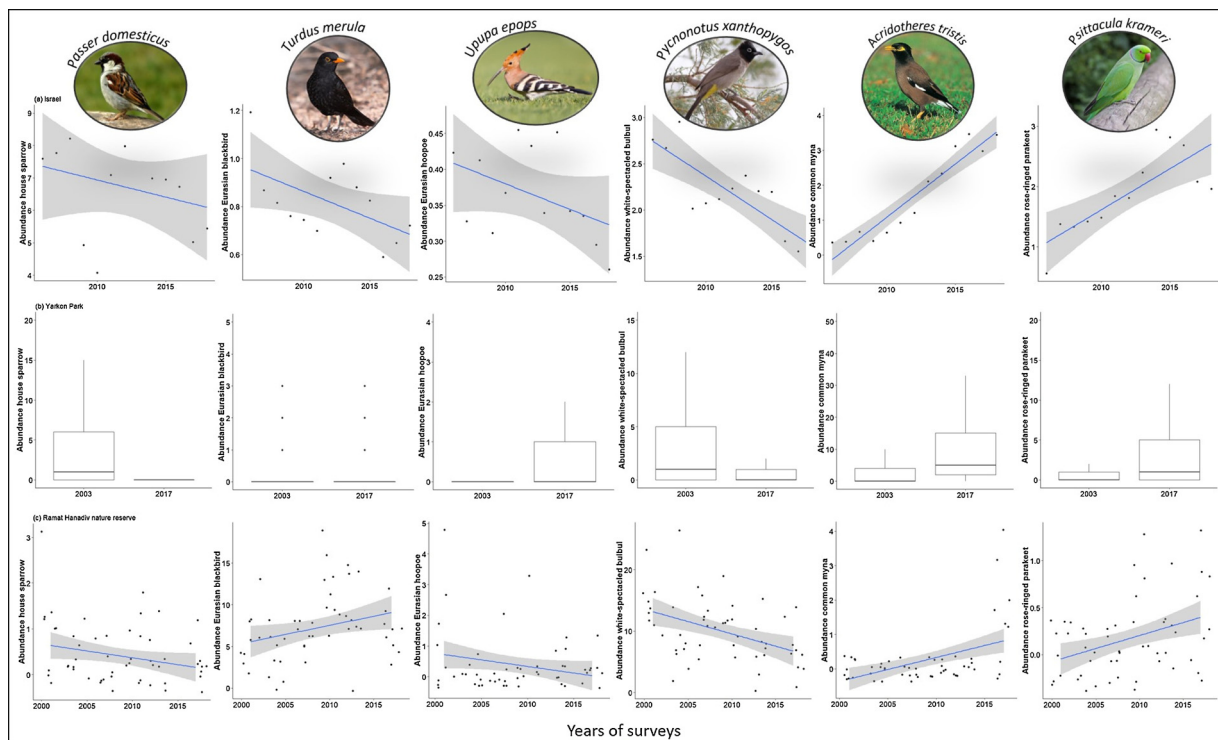 Passer domesticus
Turdus merula
Upupa epops
Pycnonotus xanthopygos
Acridotheres tristis
Psittacula krameri
(a) Israel
Abundance house sparrow
9
8
7
6
5
4
2010 2015
Abundance Eurasian blackbird
1.2
1.0
0.8
0.6
2010 2015
Abundance Eurasian hoopoe
0.45
0.40
0.35
0.30
0.25
2010 2015
Abundance white-spectacled bulbul
3.0
2.5
2.0
1.5
2010 2015
Abundance common myna
4
3
2
1
0
2010 2015
Abundance rose-ringed parakeet
3
2
1
2010 2015
(b) Yarkon Park
Abundance house sparrow
20
15
10
5
0
2003 2017
Abundance Eurasian blackbird
5
4
3
2
1
0
2003 2017
Abundance Eurasian hoopoe
4
3
2
1
0
2003 2017
Abundance white-spectacled bulbul
15
10
5
0
2003 2017
Abundance common myna
50
40
30
20
10
0
2003 2017
Abundance rose-ringed parakeet
20
15
10
5
0
2003 2017
(c) Ramat Hanadiv nature reserve
Abundance house sparrow
3
2
1
0
2000 2005 2010 2015
Abundance Eurasian blackbird
15
10
5
0
2000 2005 2010 2015
Abundance Eurasian hoopoe
5
4
3
2
1
0
2000 2005 2010 2015
Abundance white-spectacled bulbul
20
10
0
2000 2005 2010 2015
Abundance common myna
4
3
2
1
0
2000 2005 2010 2015
Abundance rose-ringed parakeet
1.0
0.5
0.0
2000 2005 2010 2015
Years of surveys